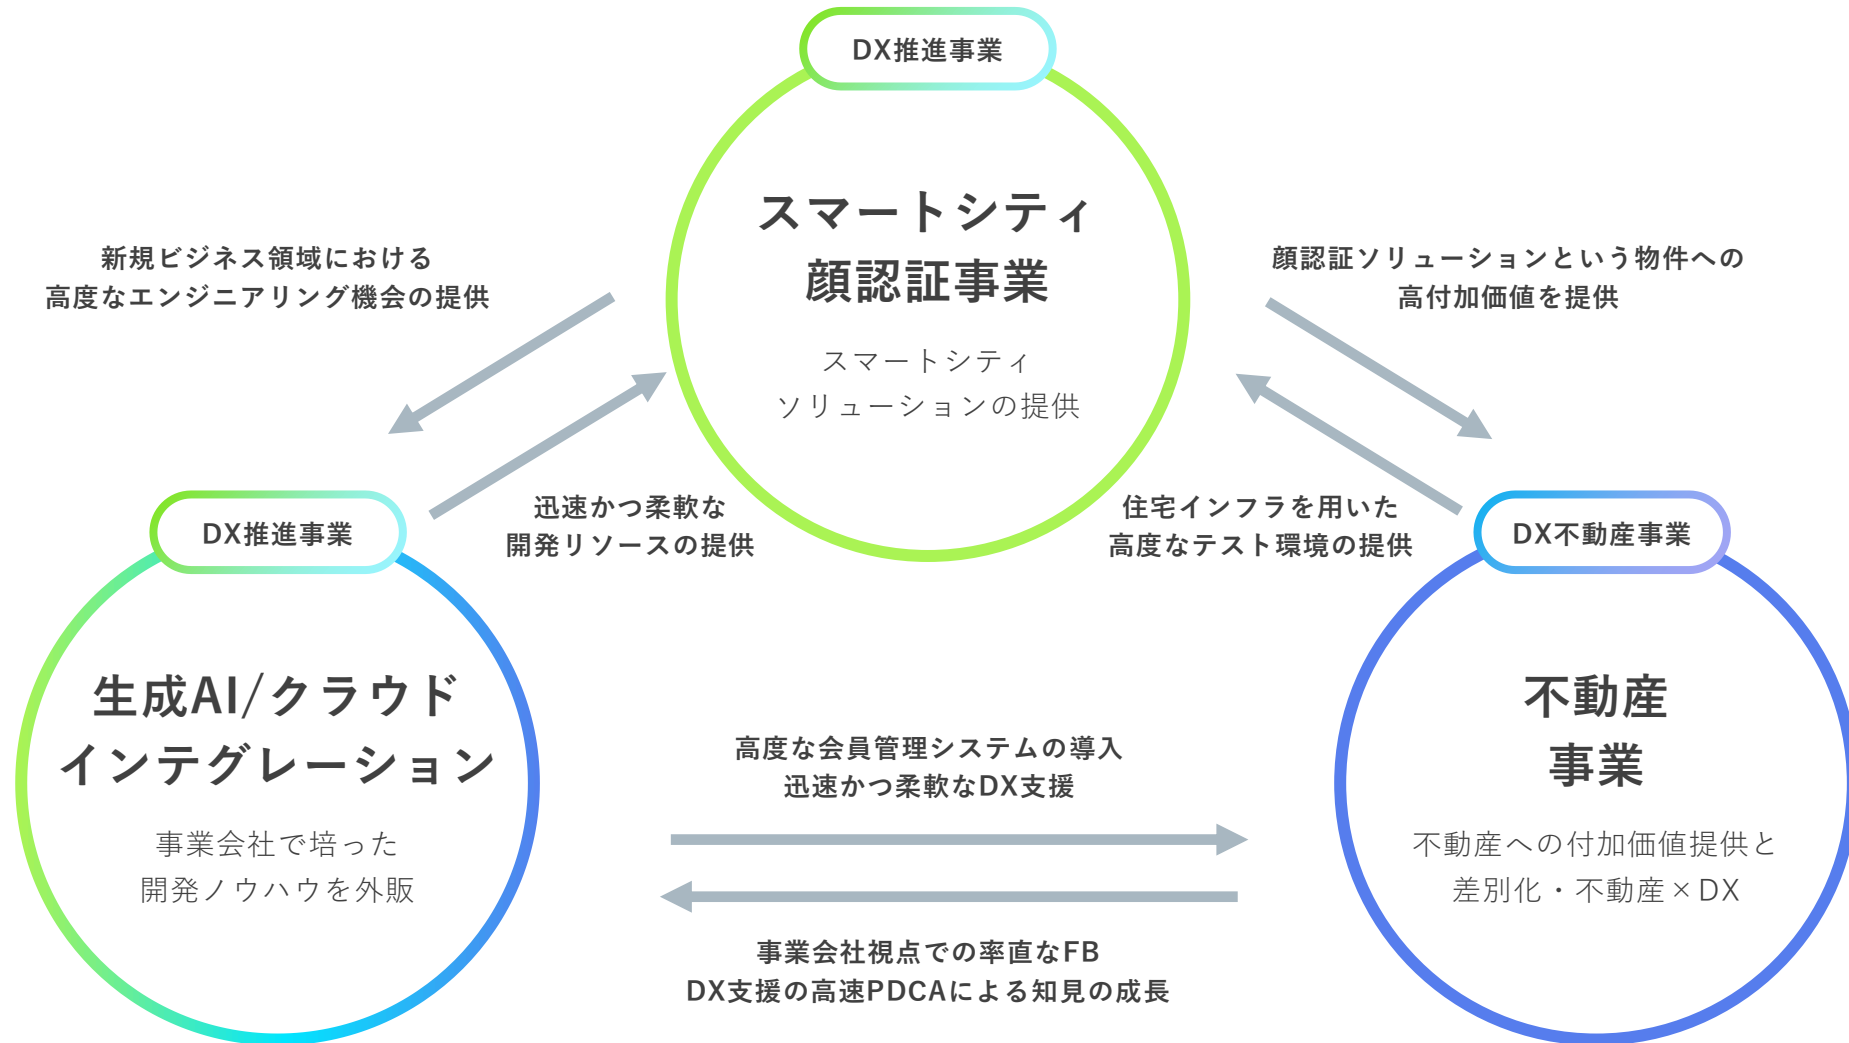 DX推進事業
スマートシティ
顔認証事業
スマートシティ
ソリューションの提供
新規ビジネス領域における
高度なエンジニアリング機会の提供
顔認証ソリューションという物件への
高付加価値を提供
迅速かつ柔軟な
開発リソースの提供
住宅インフラを用いた
高度なテスト環境の提供
DX推進事業
生成AI/クラウド
インテグレーション
事業会社で培った
開発ノウハウを外販
高度な会員管理システムの導入
迅速かつ柔軟なDX支援
事業会社視点での率直なFB
DX支援の高速PDCAによる知見の成長
DX不動産事業
不動産
事業
不動産への付加価値提供と
差別化・不動産×DX